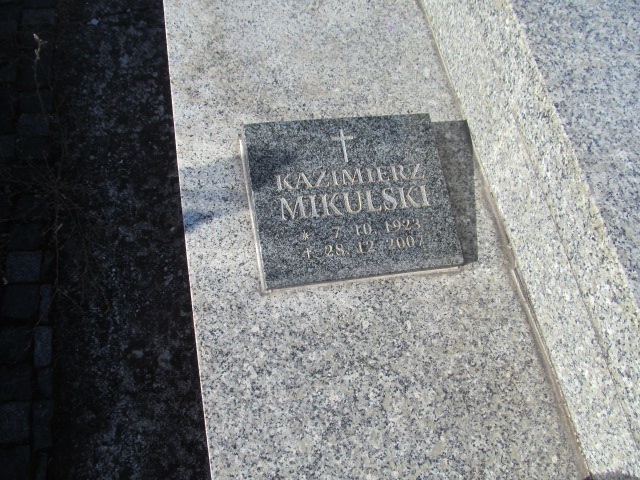 KAZIMIERZ
MIKULSKI
* 7. 10. 1923
+ 28. 12. 2007